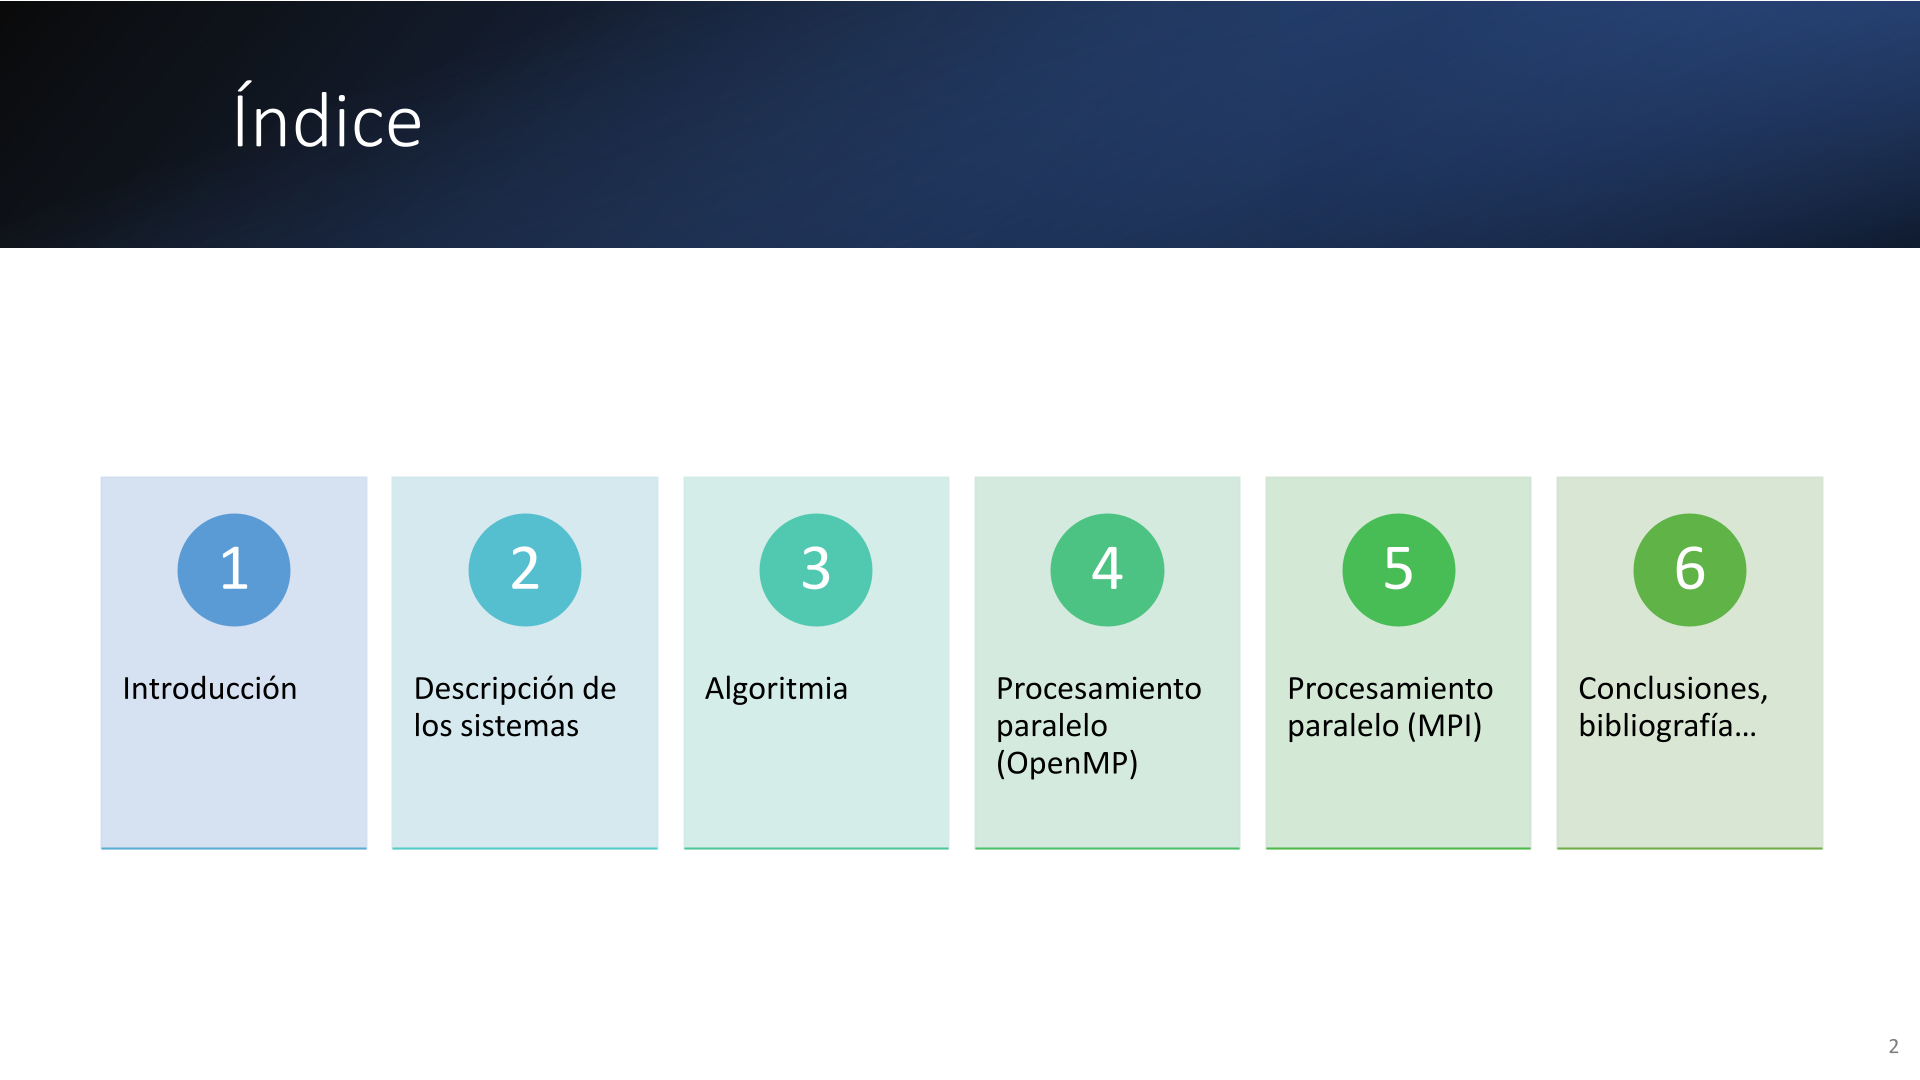 Índice
1
Introducción
2
Descripción de
los sistemas
3
Algoritmia
4
Procesamiento
paralelo
(OpenMP)
5
Procesamiento
paralelo (MPI)
6
Conclusiones,
bibliografía...
2